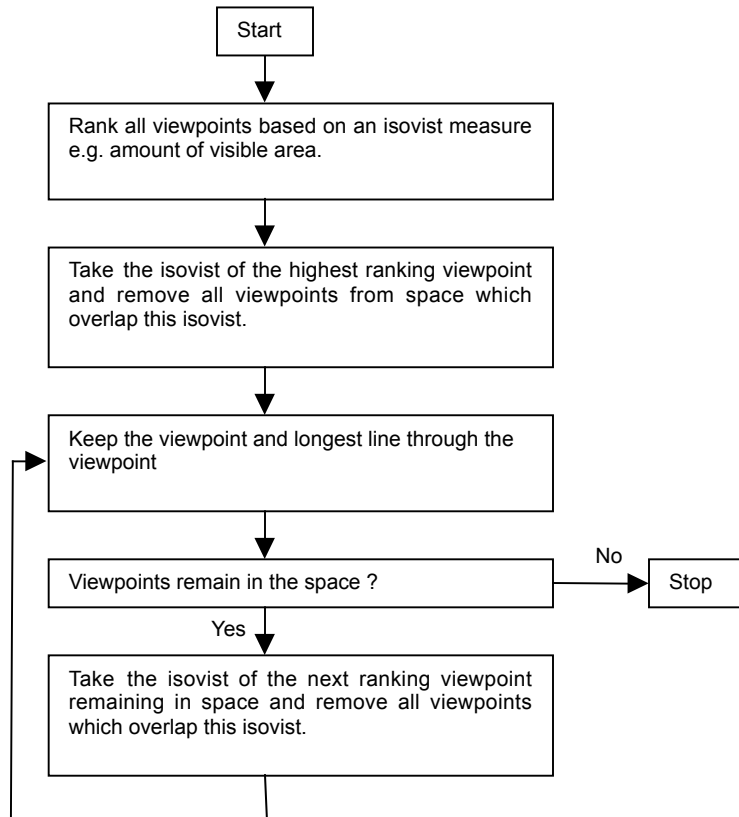 Start
Rank all viewpoints based on an isovist measure
e.g. amount of visible area.
Take the isovist of the highest ranking viewpoint
and remove all viewpoints from space which
overlap this isovist.
Keep the viewpoint and longest line through the
viewpoint
Viewpoints remain in the space ?
No
Stop
Yes
Take the isovist of the next ranking viewpoint
remaining in space and remove all viewpoints
which overlap this isovist.